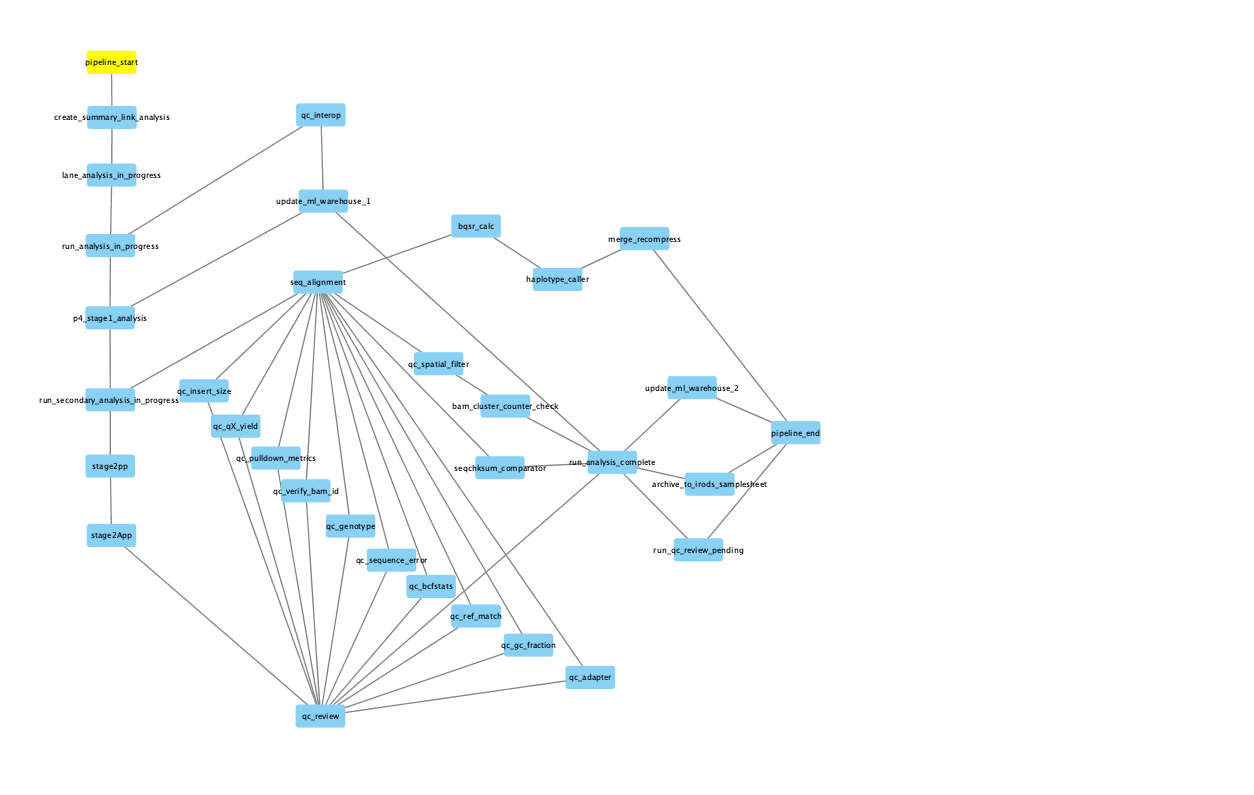 pipeline_start
create_summary_link_analysis
qc_interop
lane_analysis_in_progress
update_ml_warehouse_1
bqsr_calc
merge_recompress
run_analysis_in_progress
haplotype_caller
seq_alignment
p4_stage1_analysis
qc_spatial_filter
update_ml_warehouse_2
qc_insert_size
run_secondary_analysis_in_progress
bam_cluster_counter_check
qc_qX_yield
pipeline_end
qc_pulldown_metrics
run_analysis_complete
stage2pp
seqchksum_comparator
archive_to_irods_samplesheet
qc_verify_bam_id
qc_genotype
stage2App
run_qc_review_pending
qc_sequence_error
qc_bcfstats
qc_ref_match
qc_gc_fraction
qc_adapter
qc_review